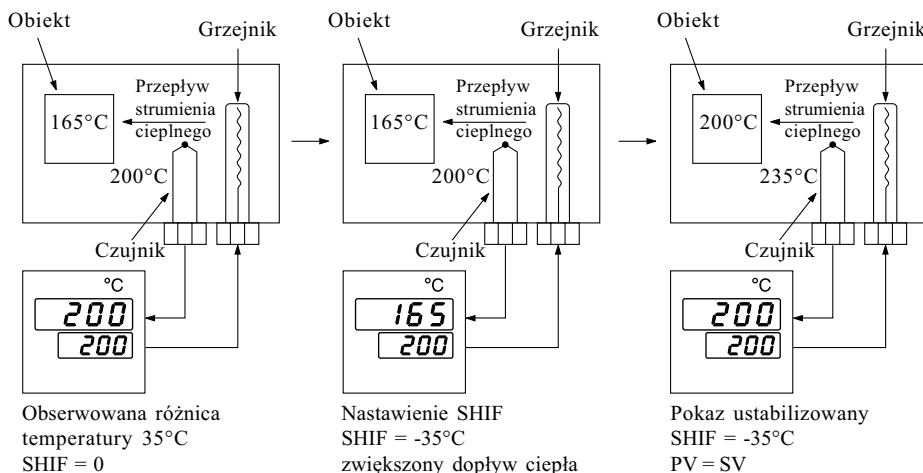 Obiekt
Grzejnik
Przepływ
strumienia
cieplnego
165°C
200°C
Czujnik
°C
200
200
Obserwowana różnica
temperatury 35°C
SHIF = 0
Obiekt
Grzejnik
Przepływ
strumienia
cieplnego
165°C
200°C
Czujnik
°C
165
200
Nastawienie SHIF
SHIF = -35°C
zwiększony dopływ ciepła
Obiekt
Grzejnik
Przepływ
strumienia
cieplnego
200°C
235°C
Czujnik
°C
200
200
Pokaz ustabilizowany
SHIF = -35°C
PV = SV